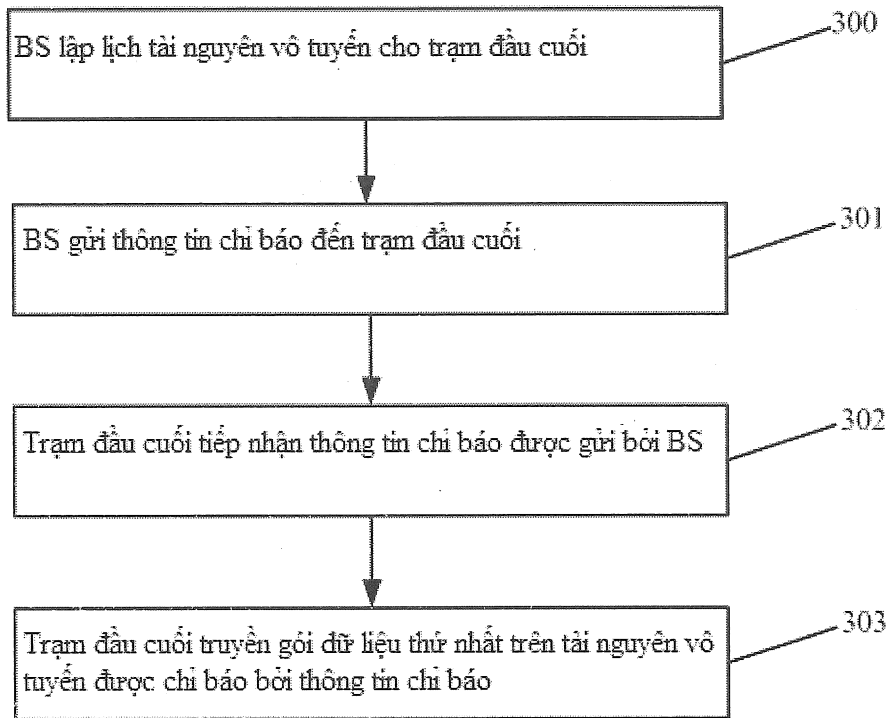 BS lập lịch tài nguyên vô tuyến cho trạm đầu cuối
300
BS gửi thông tin chỉ báo đến trạm đầu cuối
301
Trạm đầu cuối tiếp nhận thông tin chỉ báo được gửi bởi BS
302
Trạm đầu cuối truyền gói dữ liệu thứ nhất trên tài nguyên vô
tuyến được chỉ báo bởi thông tin chỉ báo
303